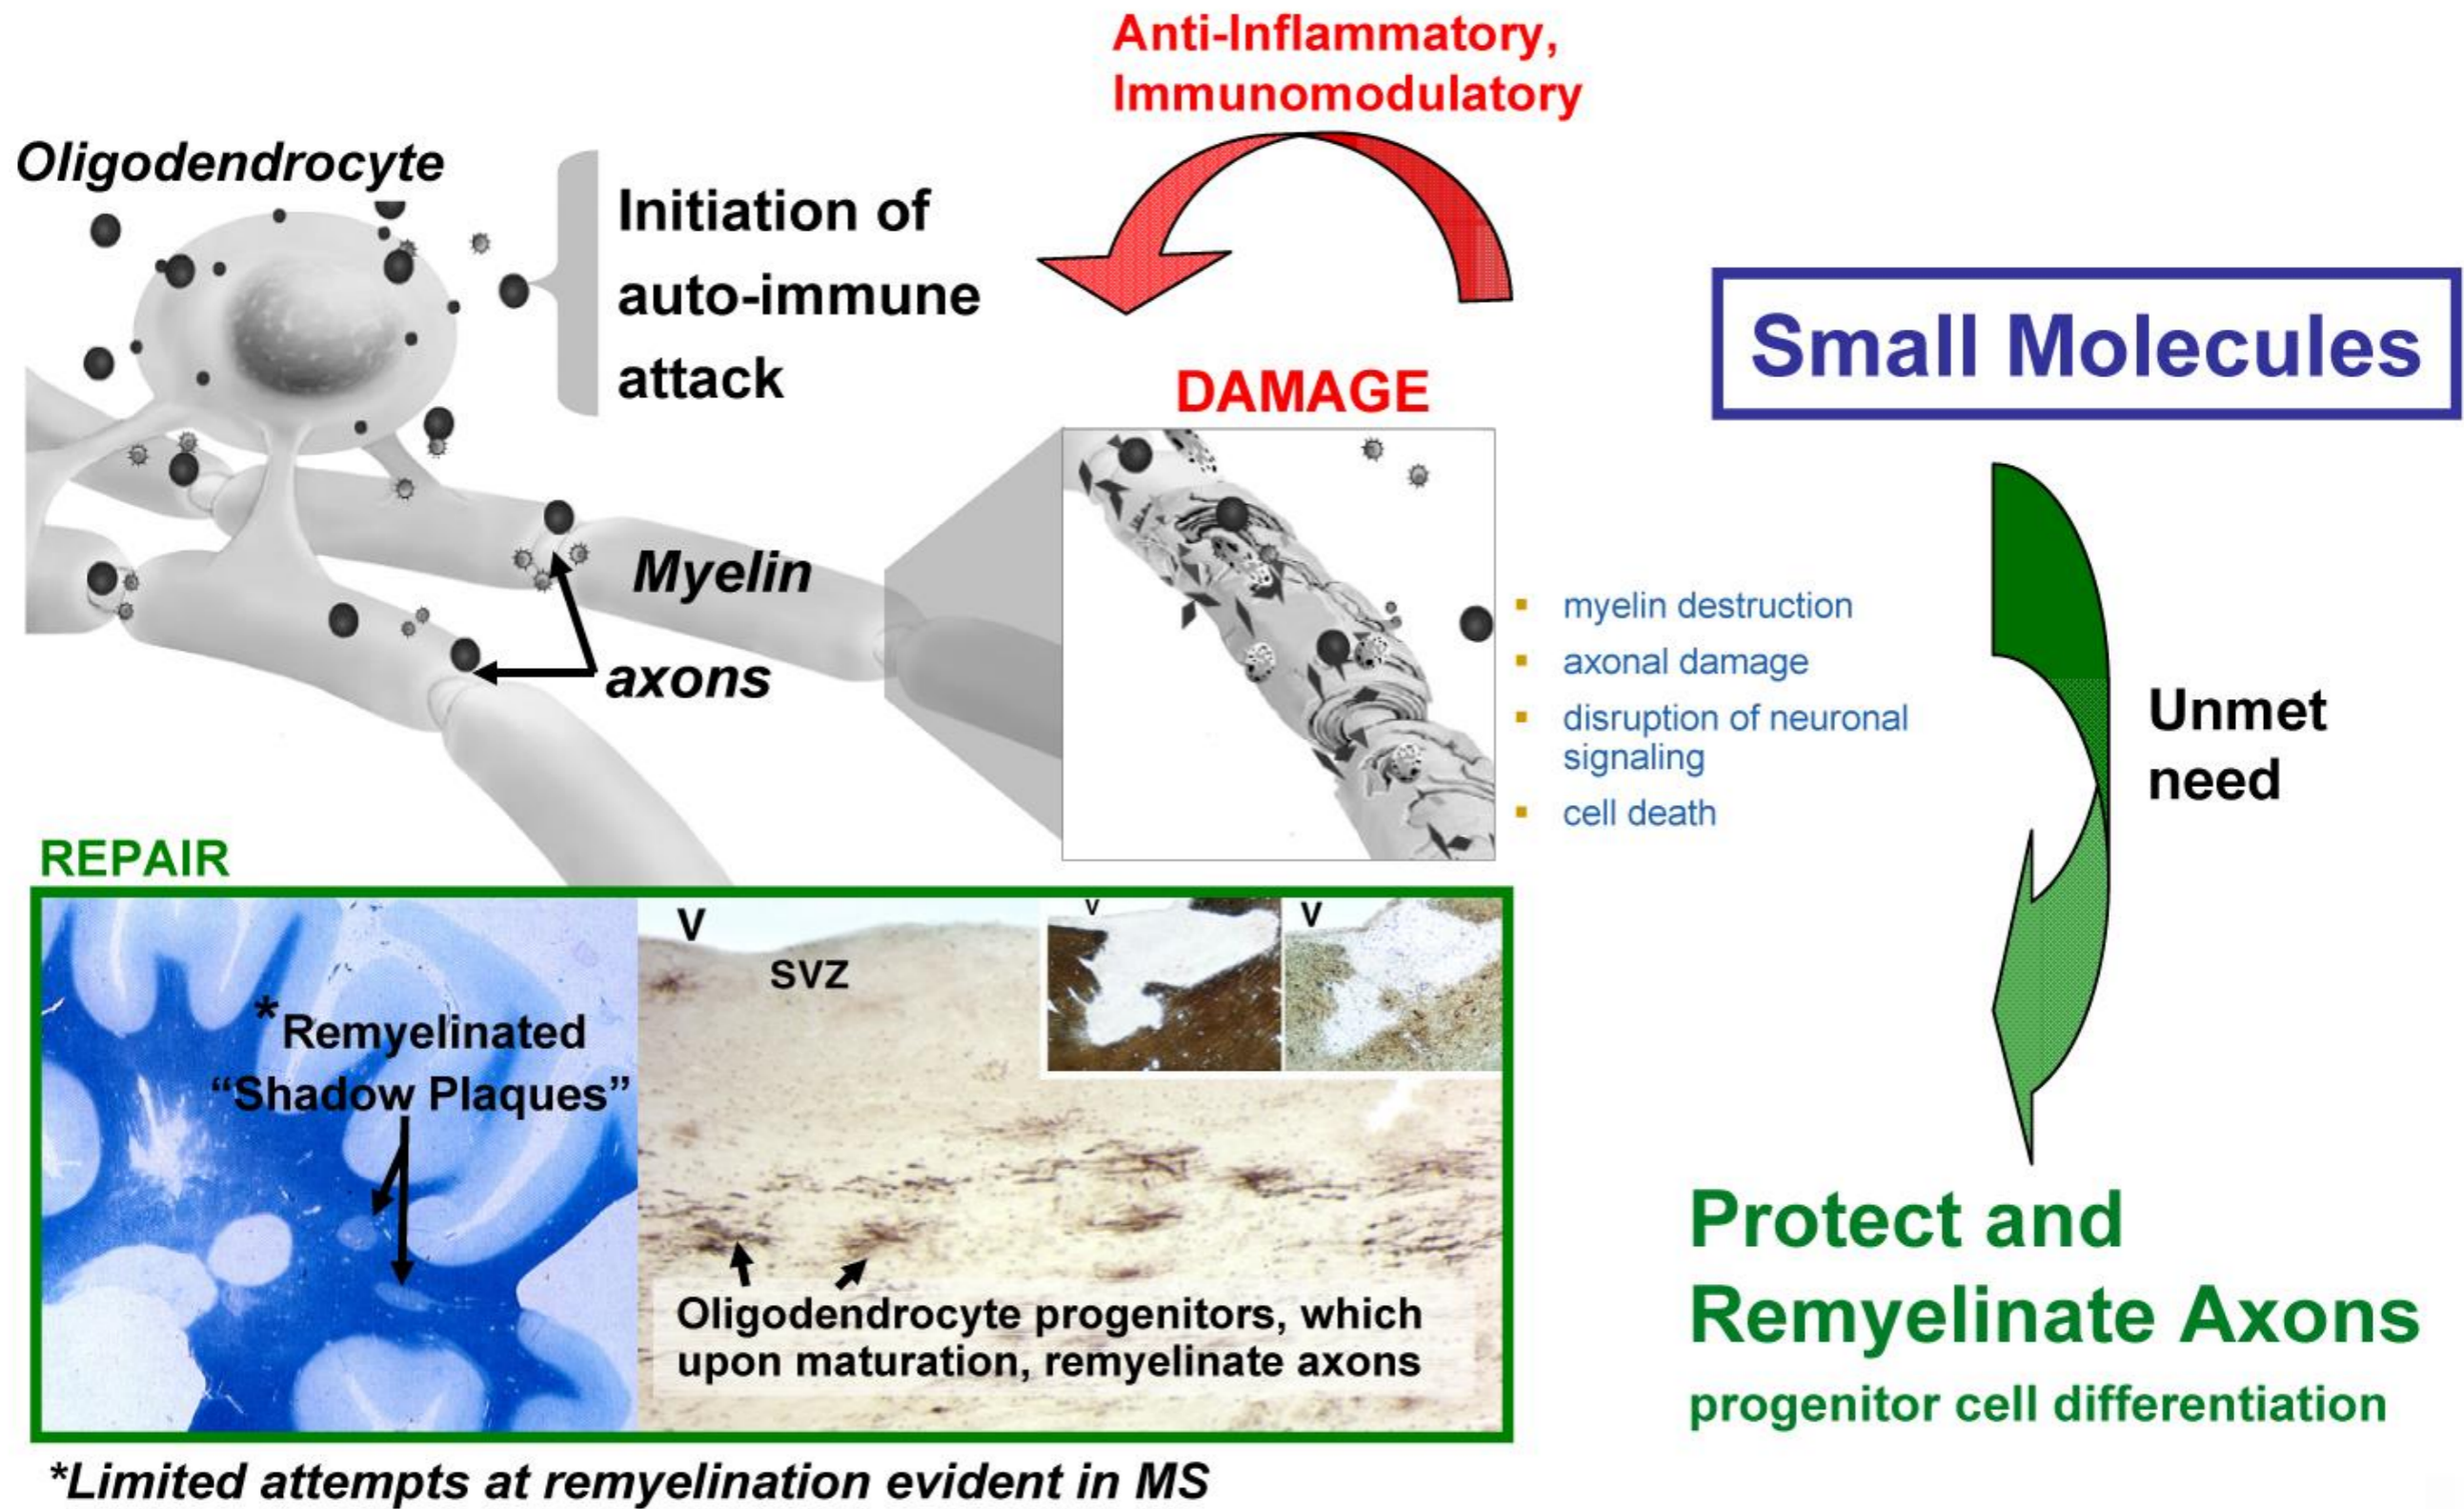 Anti-Inflammatory,
Immunomodulatory
Oligodendrocyte
Initiation of
auto-immune
attack
Small Molecules
DAMAGE
Myelin
axons
▪ myelin destruction
▪ axonal damage
▪ disruption of neuronal
signaling
▪ cell death
Unmet
need
REPAIR
*Remyelinated
“Shadow Plaques”
V
SVZ
V
V
Oligodendrocyte progenitors, which
upon maturation, remyelinate axons
Protect and
Remyelinate Axons
progenitor cell differentiation
*Limited attempts at remyelination evident in MS